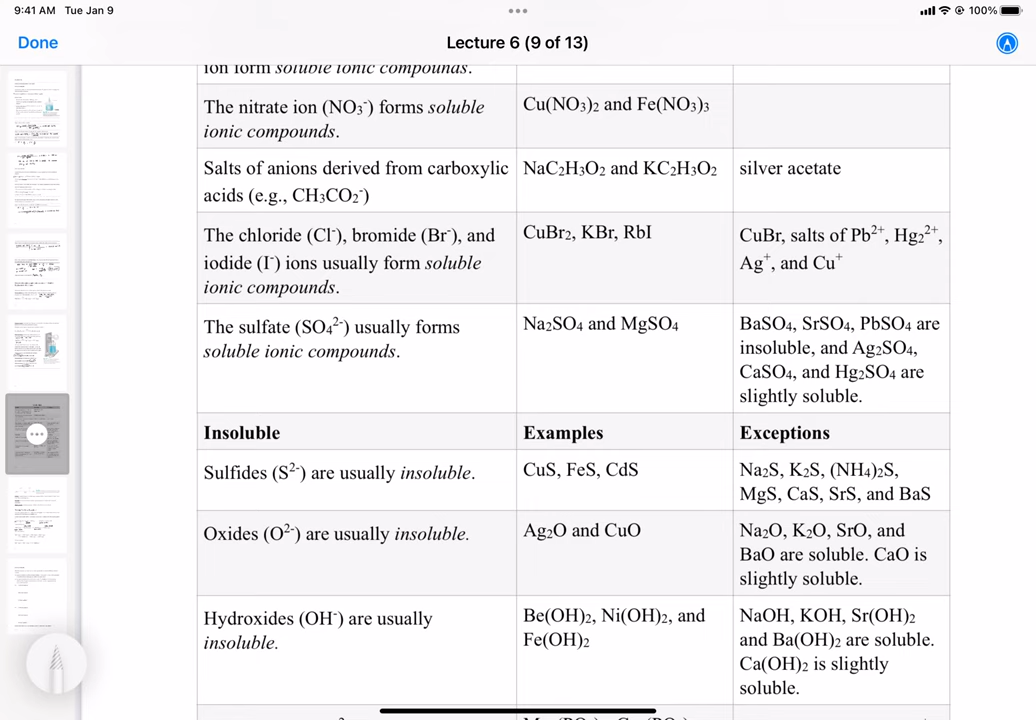 9:41 AM Tue Jan 9
100%
Done
Lecture 6 (9 of 13)
ion form soluble ionic compounds.
The nitrate ion (NO₃⁻) forms soluble
ionic compounds.
Cu(NO₃)₂ and Fe(NO₃)₃
Salts of anions derived from carboxylic
acids (e.g., CH₃CO₂⁻)
NaC₂H₃O₂ and KC₂H₃O₂
silver acetate
The chloride (Cl⁻), bromide (Br⁻), and
iodide (I⁻) ions usually form soluble
ionic compounds.
CuBr₂, KBr, RbI
CuBr, salts of Pb²⁺, Hg₂²⁺,
Ag⁺, and Cu⁺
The sulfate (SO₄²⁻) usually forms
soluble ionic compounds.
Na₂SO₄ and MgSO₄
BaSO₄, SrSO₄, PbSO₄ are
insoluble, and Ag₂SO₄,
CaSO₄, and Hg₂SO₄ are
slightly soluble.
Insoluble
Examples
Exceptions
Sulfides (S²⁻) are usually insoluble.
CuS, FeS, CdS
Na₂S, K₂S, (NH₄)₂S,
MgS, CaS, SrS, and BaS
Oxides (O²⁻) are usually insoluble.
Ag₂O and CuO
Na₂O, K₂O, SrO, and
BaO are soluble. CaO is
slightly soluble.
Hydroxides (OH⁻) are usually
insoluble.
Be(OH)₂, Ni(OH)₂, and
Fe(OH)₂
NaOH, KOH, Sr(OH)₂
and Ba(OH)₂ are soluble.
Ca(OH)₂ is slightly
soluble.